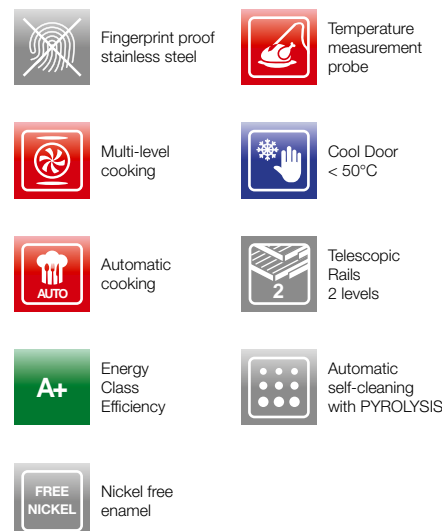 Fingerprint proof
stainless steel
Temperature
measurement
probe
Multi-level
cooking
Cool Door
< 50°C
AUTO
Automatic
cooking
2
Telescopic
Rails
2 levels
A+
Energy
Class
Efficiency
Automatic
self-cleaning
with PYROLYSIS
FREE
NICKEL
Nickel free
enamel